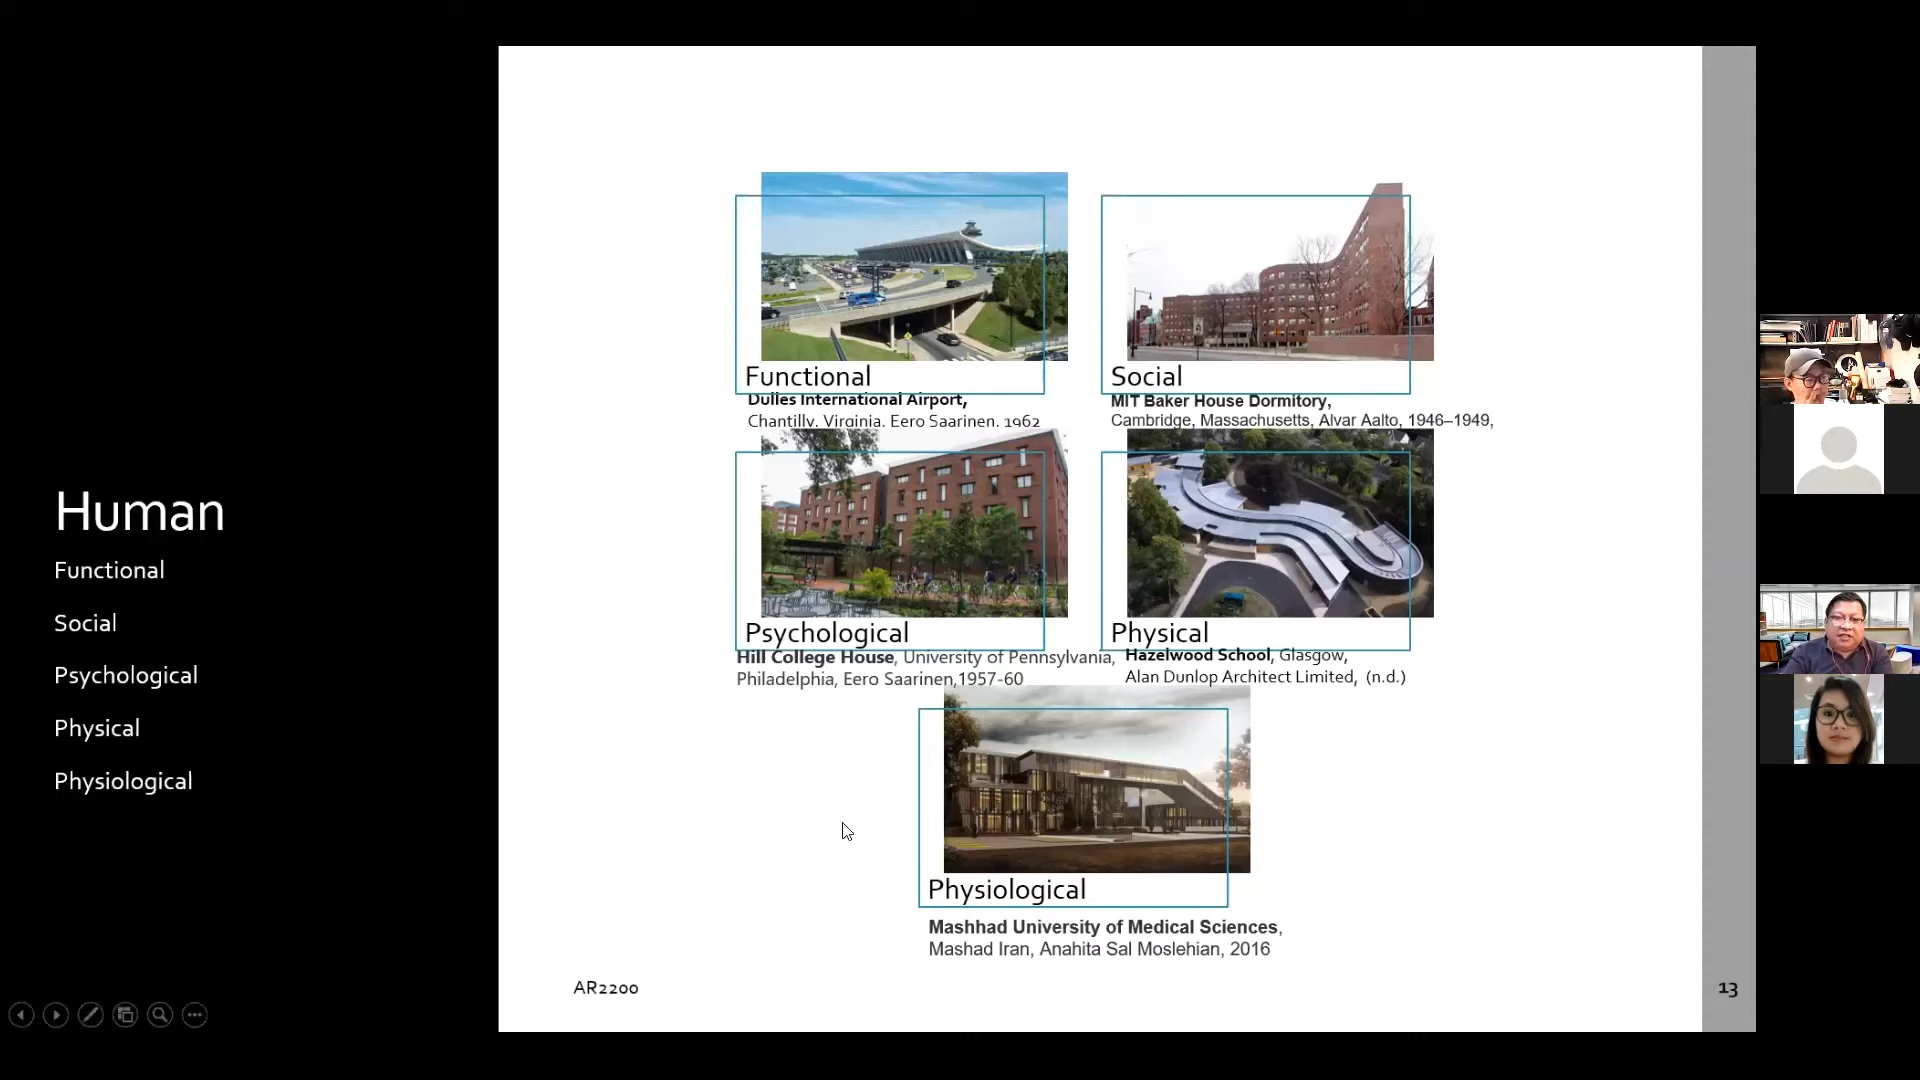 Human
Functional
Social
Psychological
Physical
Physiological
Functional
Dulles International Airport,
Chantilly, Virginia, Eero Saarinen, 1962
Social
MIT Baker House Dormitory,
Cambridge, Massachusetts, Alvar Aalto, 1946–1949,
Psychological
Hill College House, University of Pennsylvania,
Philadelphia, Eero Saarinen,1957-60
Physical
Hazelwood School, Glasgow,
Alan Dunlop Architect Limited, (n.d.)
Physiological
Mashhad University of Medical Sciences,
Mashad Iran, Anahita Sal Moslehian, 2016
AR2200
13